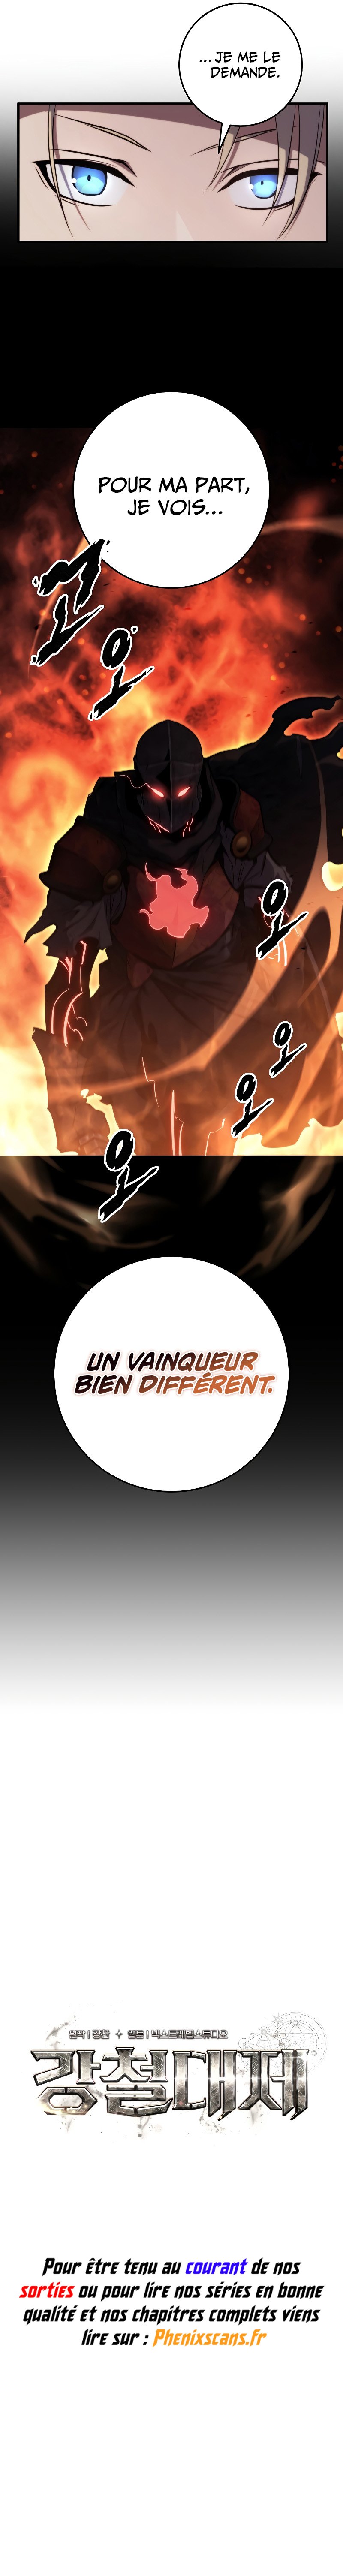 ...JE ME LE
DEMANDE.
POUR MA PART,
JE VOIS...
고
오
오
오
오
오
UN VAINQUEUR
BIEN DIFFÉRENT.
강철대제
Pour être tenu au courant de nos
sorties ou pour lire nos séries en bonne
qualité et nos chapitres complets viens
lire sur : Phenixscans.fr